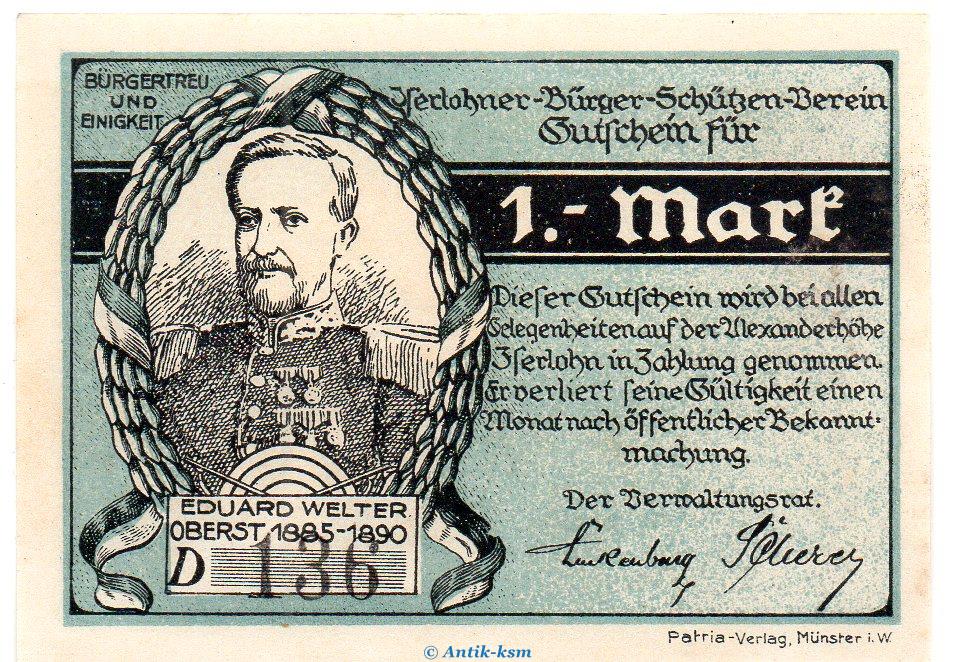 BÜRGERTREU
UND
EINIGKEIT
Iserlohner-Bürger-Schützen-Verein
Gutschein für
1.- Mark
Dieser Gutschein wird bei allen
Gelegenheiten auf der Alexanderhöhe
Iserlohn in Zahlung genommen.
Er verliert seine Gültigkeit einen
Monat nach öffentlicher Bekannt-
machung.
Der Verwaltungsrat.
EDUARD WELTER
OBERST 1885-1890
D 136
Patria-Verlag, Münster i. W.
© Antik-ksm